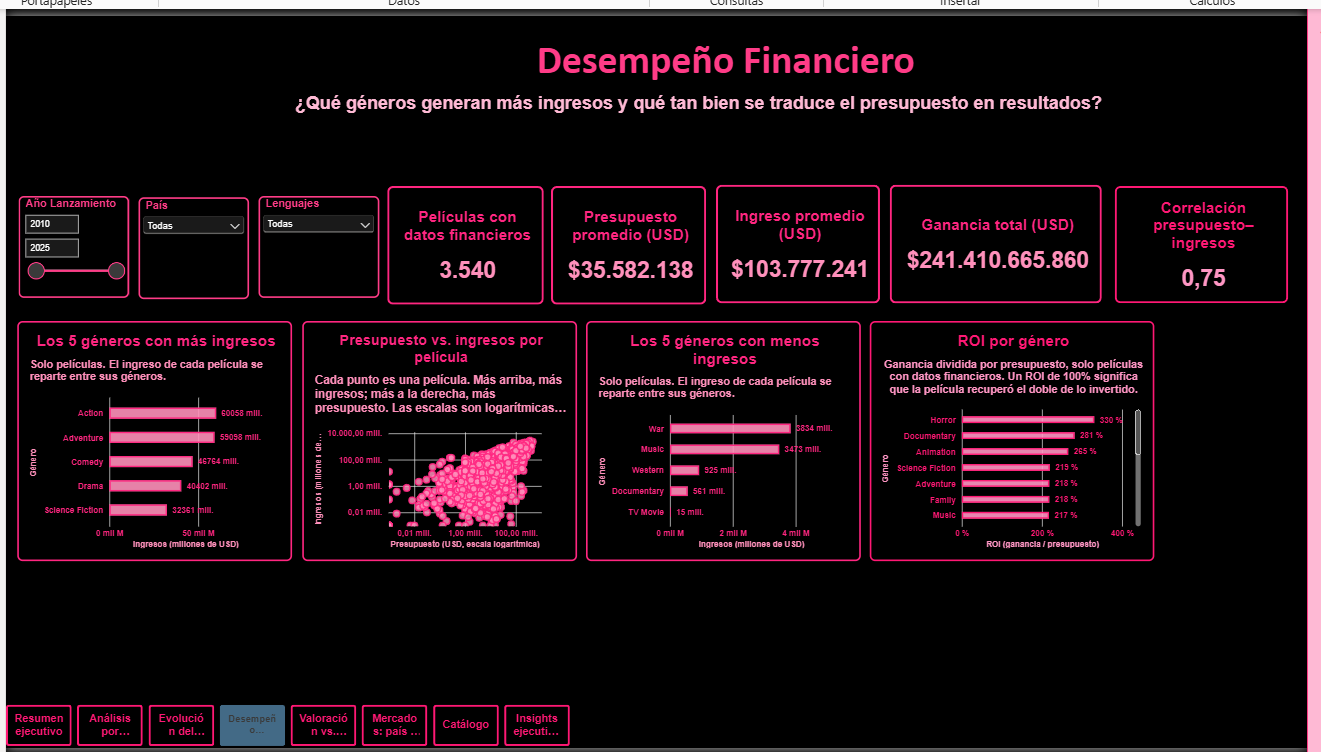 Portapapeles
Datos
Consultas
Insertar
Cálculos
Desempeño Financiero
¿Qué géneros generan más ingresos y qué tan bien se traduce el presupuesto en resultados?
Año Lanzamiento
2010
2025
País
Todas
Lenguajes
Todas
Películas con
datos financieros
3.540
Presupuesto
promedio (USD)
$35.582.138
Ingreso promedio
(USD)
$103.777.241
Ganancia total (USD)
$241.410.665.860
Correlación
presupuesto–
ingresos
0,75
Los 5 géneros con más ingresos
Solo películas. El ingreso de cada película se
reparte entre sus géneros.
Género
Action 60058 mill.
Adventure 59098 mill.
Comedy 46764 mill.
Drama 40402 mill.
Science Fiction 32361 mill.
0 mil M 50 mil M
Ingresos (millones de USD)
Presupuesto vs. ingresos por
película
Cada punto es una película. Más arriba, más
ingresos; más a la derecha, más
presupuesto. Las escalas son logarítmicas…
Ingresos (millones de…
10.000,00 mill.
100,00 mill.
1,00 mill.
0,01 mill.
0,01 mill. 1,00 mill. 100,00 mill.
Presupuesto (USD, escala logarítmica)
Los 5 géneros con menos
ingresos
Solo películas. El ingreso de cada película se
reparte entre sus géneros.
Género
War 3834 mill.
Music 3473 mill.
Western 925 mill.
Documentary 561 mill.
TV Movie 15 mill.
0 mil M 2 mil M 4 mil M
Ingresos (millones de USD)
ROI por género
Ganancia dividida por presupuesto, solo películas
con datos financieros. Un ROI de 100% significa
que la película recuperó el doble de lo invertido.
Género
Horror 330 %
Documentary 281 %
Animation 265 %
Science Fiction 219 %
Adventure 218 %
Family 218 %
Music 217 %
0 % 200 % 400 %
ROI (ganancia / presupuesto)
Resumen
ejecutivo
Análisis
por…
Evolució
n del…
Desempeñ
o…
Valoració
n vs.…
Mercado
s: país …
Catálogo
Insights
ejecuti…